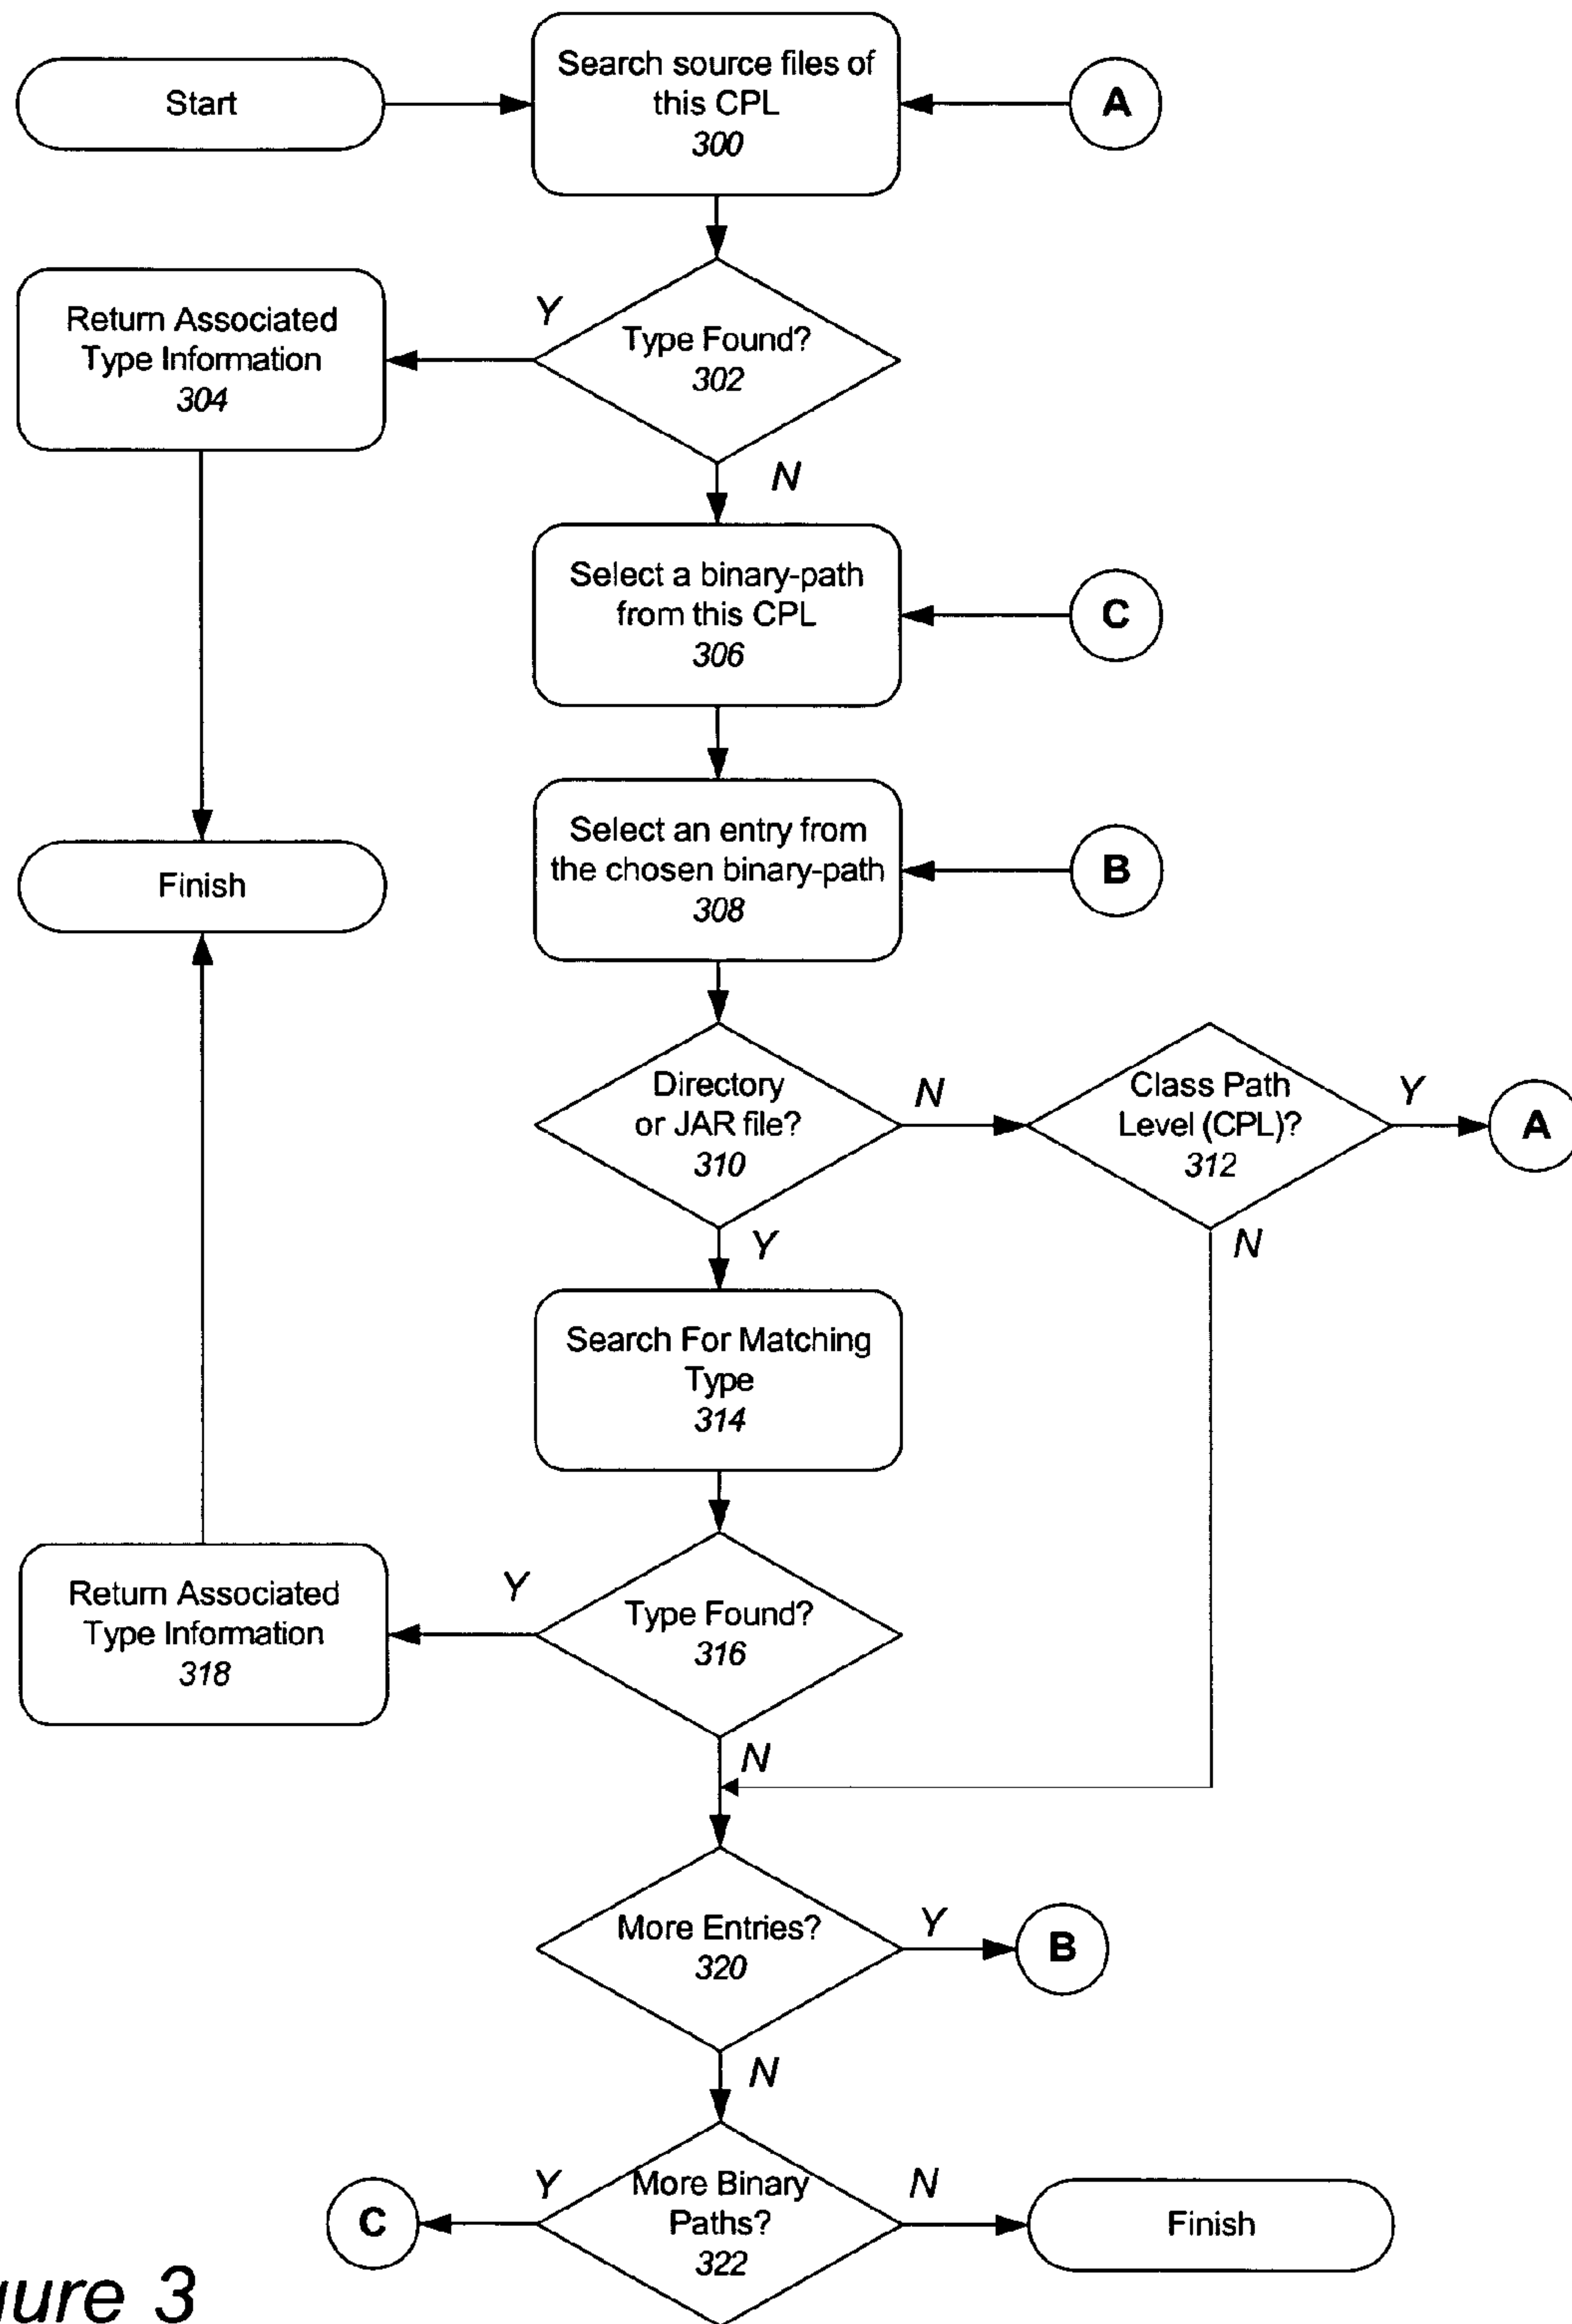 Start
Search source files of
this CPL
300
A
Return Associated
Type Information
304
Y
Type Found?
302
N
Select a binary-path
from this CPL
306
C
Finish
Select an entry from
the chosen binary-path
308
B
Directory
or JAR file?
310
N
Class Path
Level (CPL)?
312
Y
A
Y
N
Search For Matching
Type
314
Return Associated
Type Information
318
Y
Type Found?
316
N
More Entries?
320
Y
B
N
C
Y
More Binary
Paths?
322
N
Finish
gure 3